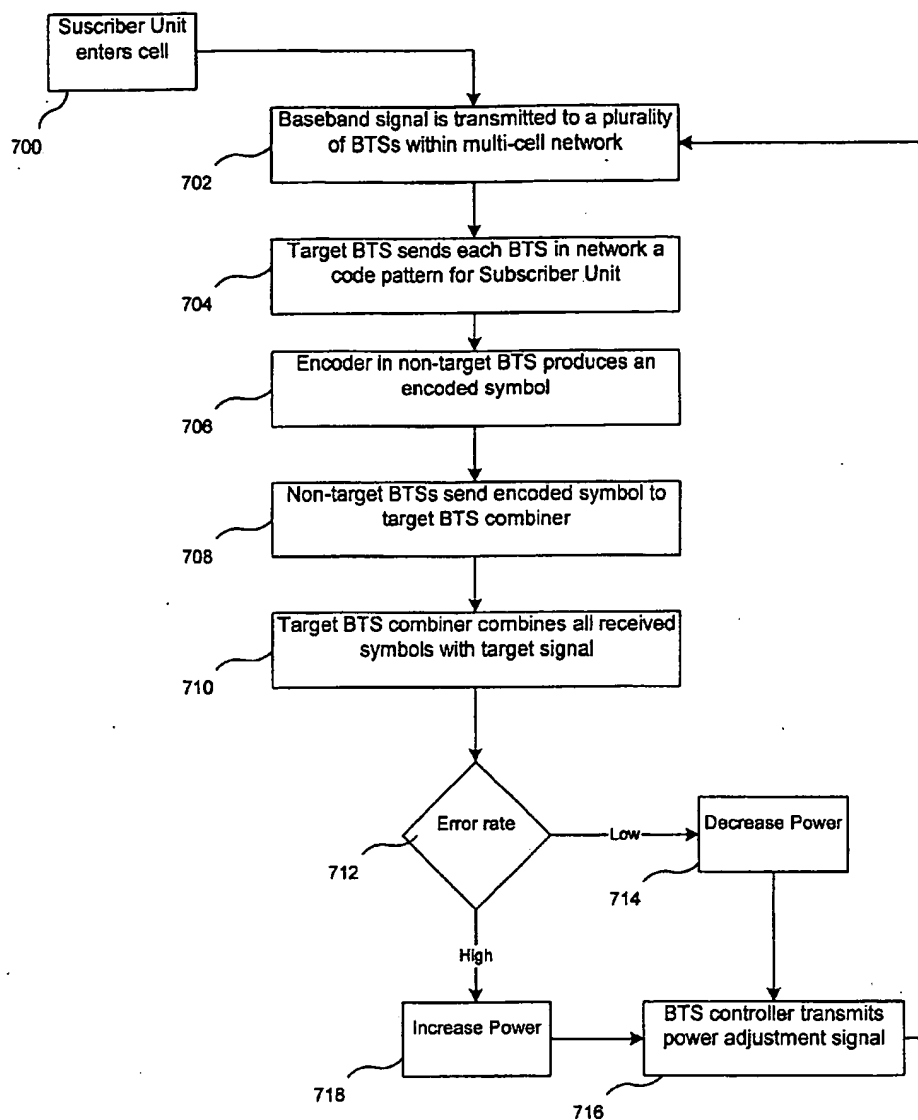 Suscriber Unit
enters cell
700
Baseband signal is transmitted to a plurality
of BTSs within multi-cell network
702
Target BTS sends each BTS in network a
code pattern for Subscriber Unit
704
Encoder in non-target BTS produces an
encoded symbol
706
Non-target BTSs send encoded symbol to
target BTS combiner
708
Target BTS combiner combines all received
symbols with target signal
710
Error rate
712
Low
Decrease Power
714
High
Increase Power
718
BTS controller transmits
power adjustment signal
716